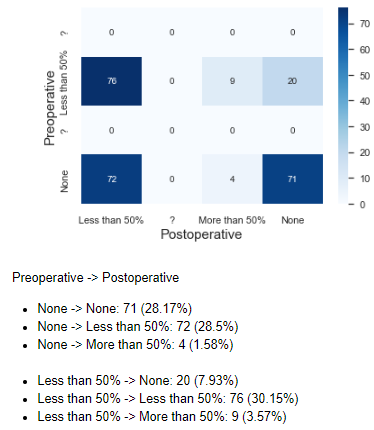 ?
0 0 0 0
70
Less than 50%
76 0 9 20
60
50
40
Preoperative
?
0 0 0 0
30
20
None
72 0 4 71
10
0
Less than 50% ? More than 50% None
Postoperative
Preoperative -> Postoperative
• None -> None: 71 (28.17%)
• None -> Less than 50%: 72 (28.5%)
• None -> More than 50%: 4 (1.58%)
• Less than 50% -> None: 20 (7.93%)
• Less than 50% -> Less than 50%: 76 (30.15%)
• Less than 50% -> More than 50%: 9 (3.57%)